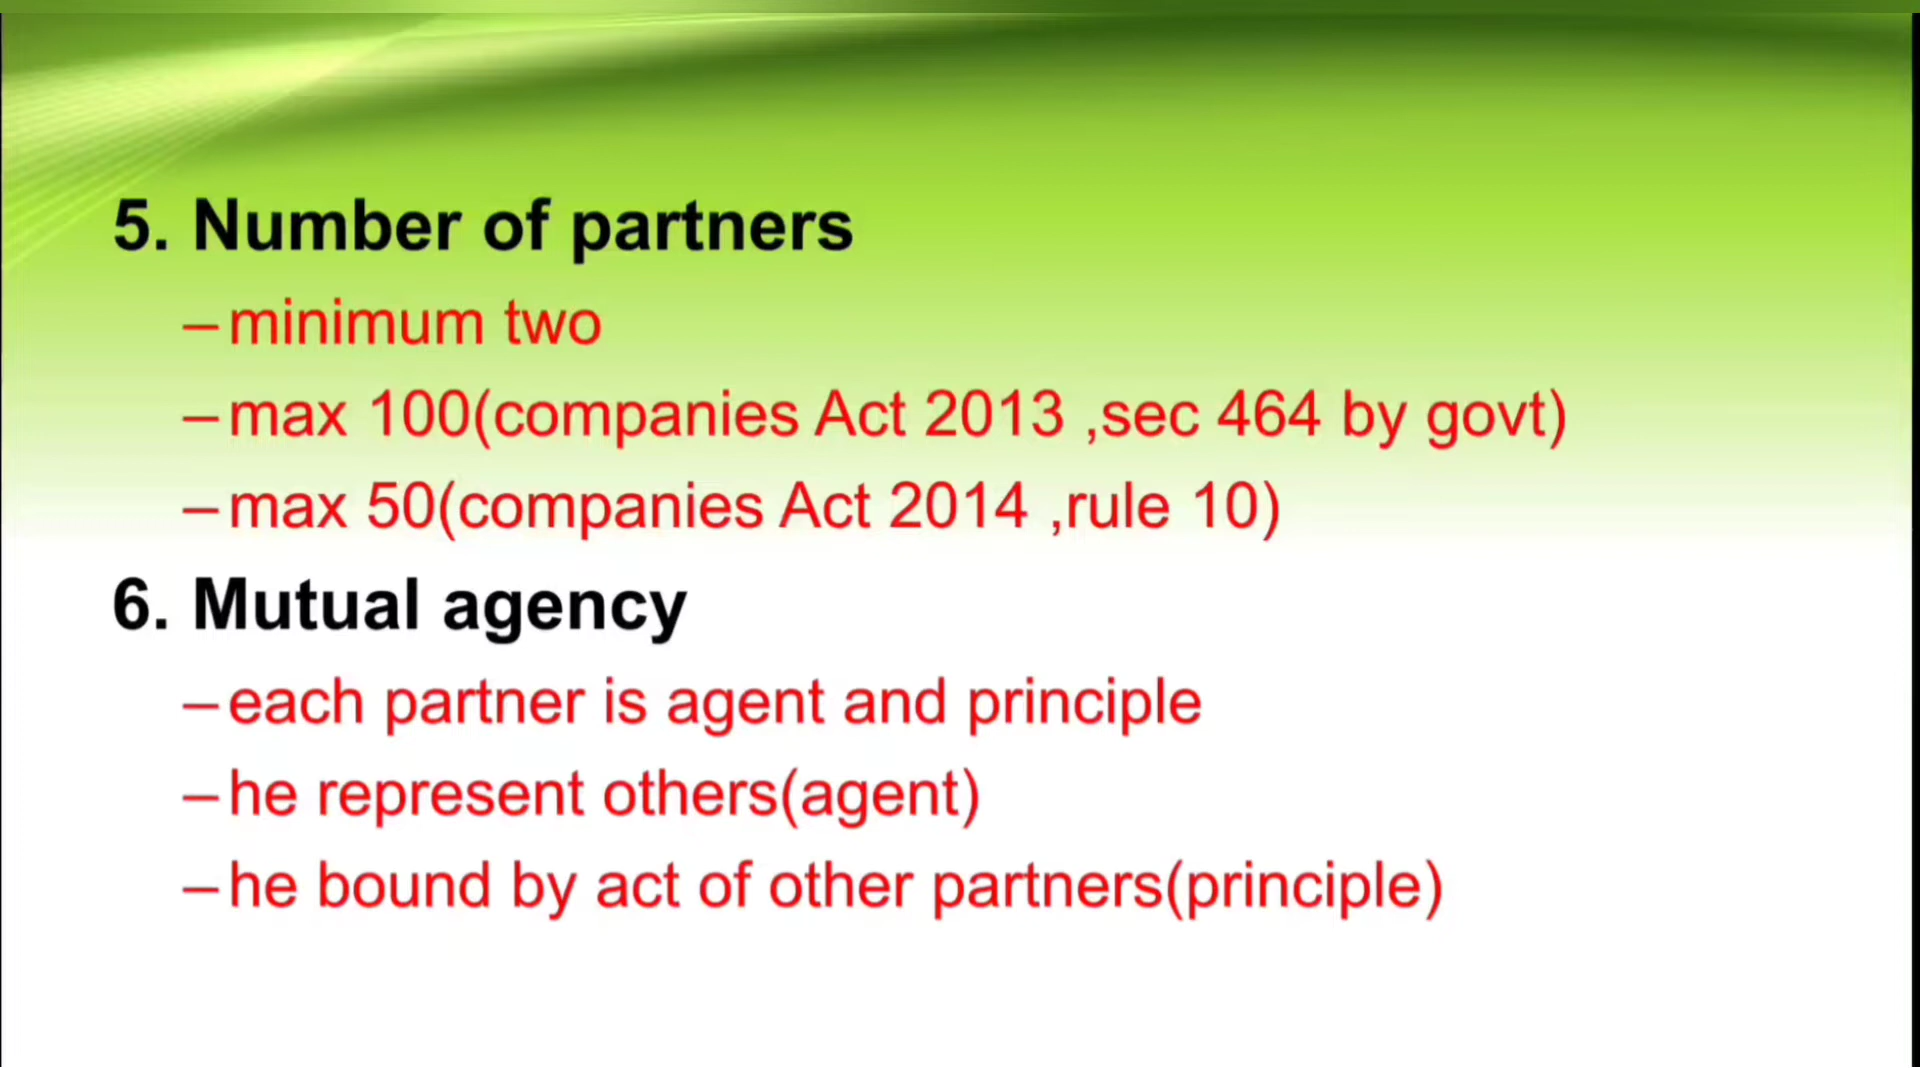 5. Number of partners
–minimum two
–max 100(companies Act 2013 ,sec 464 by govt)
–max 50(companies Act 2014 ,rule 10)
6. Mutual agency
–each partner is agent and principle
–he represent others(agent)
–he bound by act of other partners(principle)